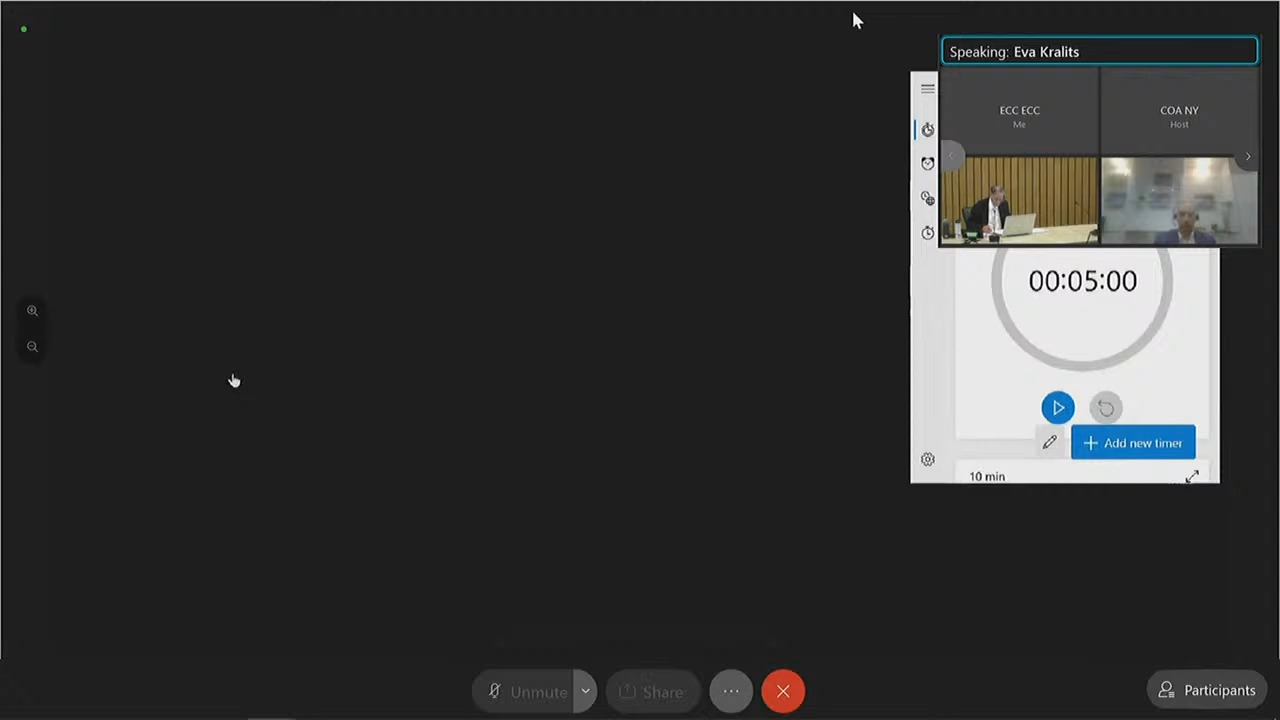 Speaking: Eva Kralits
ECC ECC
Me
COA NY
Host
00:05:00
Add new timer
10 min
Unmute
Share
Participants